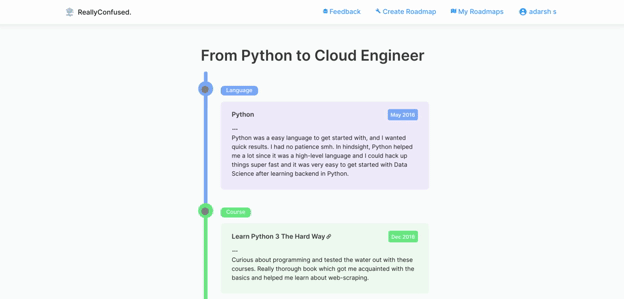 ReallyConfused.
Feedback
Create Roadmap
My Roadmaps
adarsh s
From Python to Cloud Engineer
Language
Python
May 2016
—
Python was a easy language to get started with, and I wanted
quick results. I had no patience smh. In hindsight, Python helped
me a lot since it was a high-level language and I could hack up
things super fast and it was very easy to get started with Data
Science after learning backend in Python.
Course
Learn Python 3 The Hard Way
Dec 2016
—
Curious about programming and tested the water out with these
courses. Really thorough book which got me acquainted with the
basics and helped me learn about web-scraping.